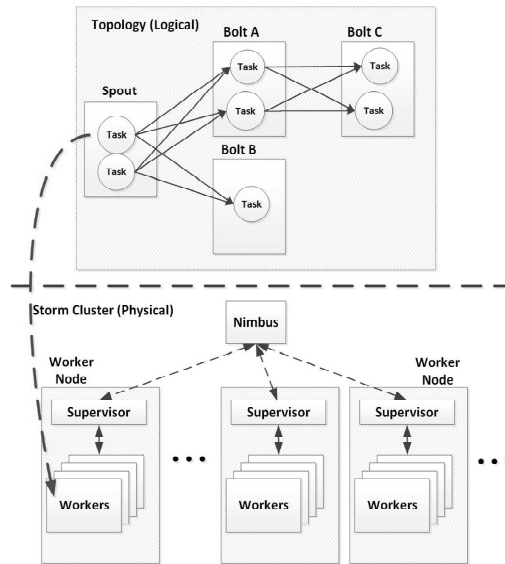 Topology (Logical)
Bolt A
Bolt C
Spout
Task
Task
Task
Task
Task
Task
Bolt B
Task
Storm Cluster (Physical)
Nimbus
Worker
Node
Worker
Node
Supervisor
Supervisor
Supervisor
...
...
Workers
Workers
Workers